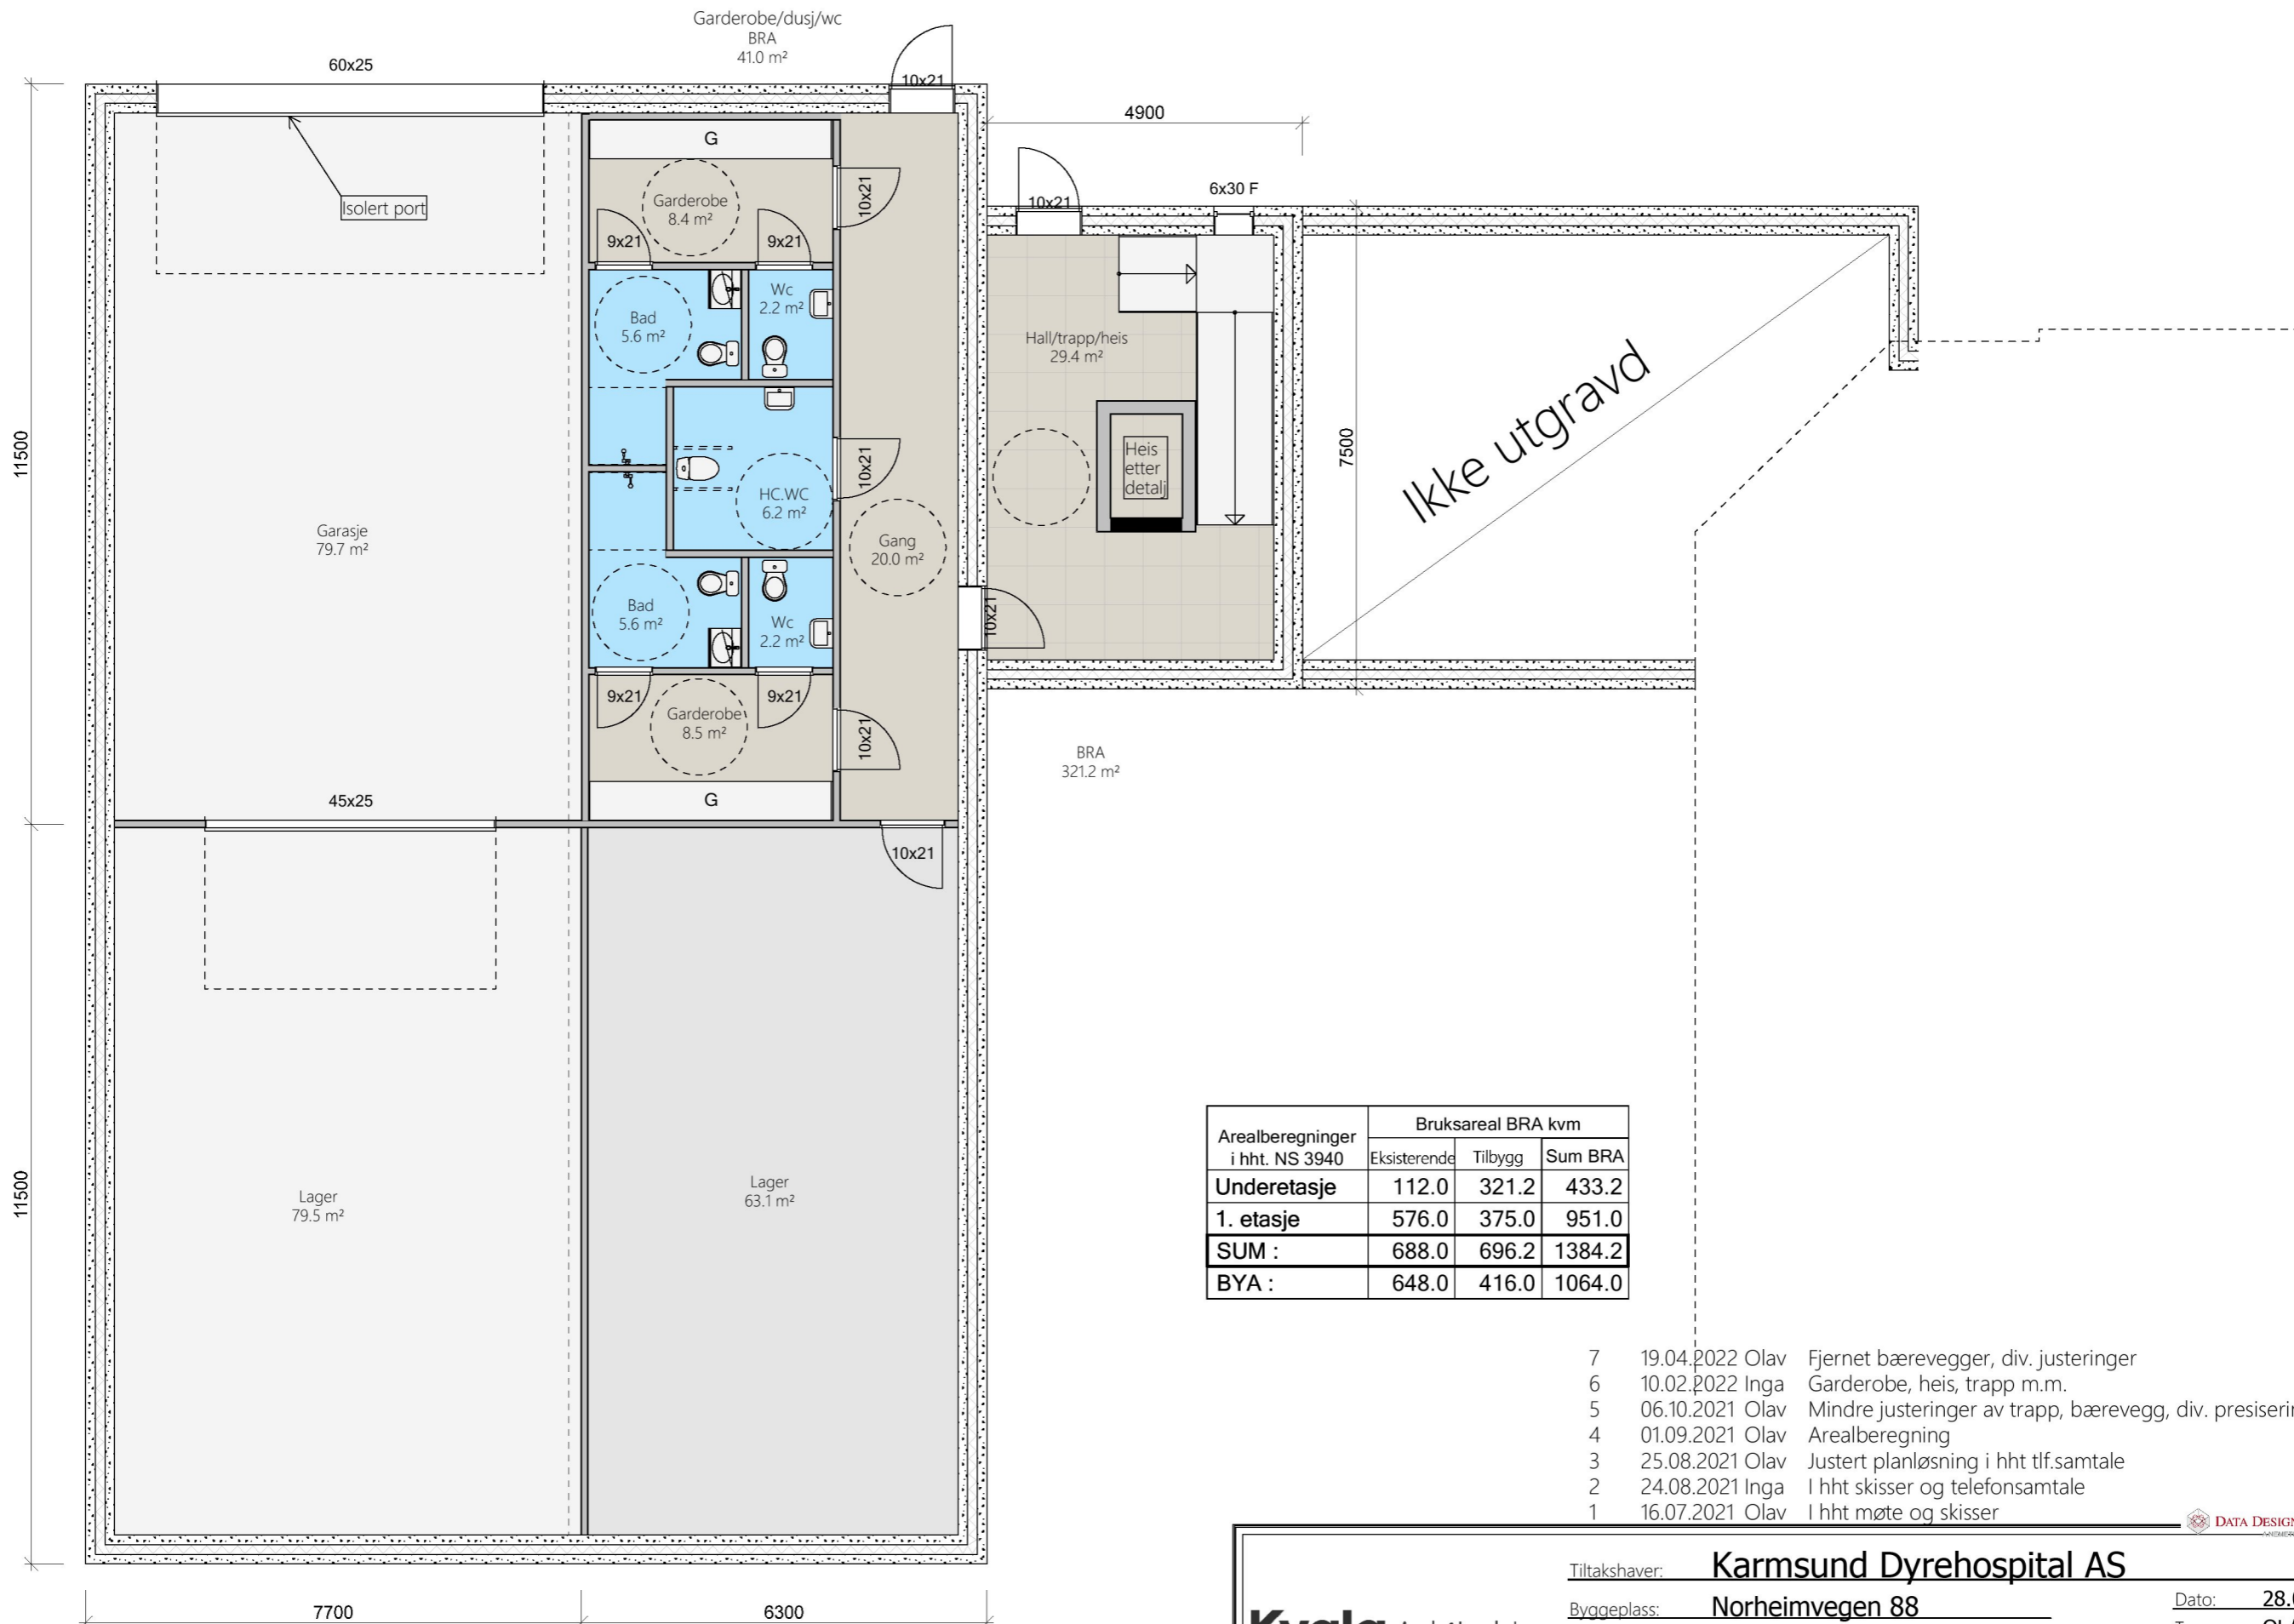 Garderobe/dusj/wc
BRA
41.0 m²
60x25
10x21
4900
G
Isolert port
Garderobe
8.4 m²
10x21
9x21
9x21
10x21
6x30 F
Bad
5.6 m²
Wc
2.2 m²
Hall/trapp/heis
29.4 m²
Heis
etter
detalj
7500
Ikke utgravd
11500
Garasje
79.7 m²
HC.WC
6.2 m²
10x21
Gang
20.0 m²
Bad
5.6 m²
Wc
2.2 m²
10x21
9x21
9x21
Garderobe
8.5 m²
10x21
G
45x25
BRA
321.2 m²
10x21
11500
Lager
79.5 m²
Lager
63.1 m²
Arealberegninger
i hht. NS 3940
Bruksareal BRA kvm
Eksisterende Tilbygg Sum BRA
Underetasje 112.0 321.2 433.2
1. etasje 576.0 375.0 951.0
SUM : 688.0 696.2 1384.2
BYA : 648.0 416.0 1064.0
7 19.04.2022 Olav Fjernet bærevegger, div. justeringer
6 10.02.2022 Inga Garderobe, heis, trapp m.m.
5 06.10.2021 Olav Mindre justeringer av trapp, bærevegg, div.
4 01.09.2021 Olav Arealberegning
3 25.08.2021 Olav Justert planløsning i hht tlf.samtale
2 24.08.2021 Inga I hht skisser og telefonsamtale
1 16.07.2021 Olav I hht møte og skisser
DATA DESIGN
Tiltakshaver: Karmsund Dyrehospital AS
Byggeplass: Norheimvegen 88
Dato: 28.
7700
6300